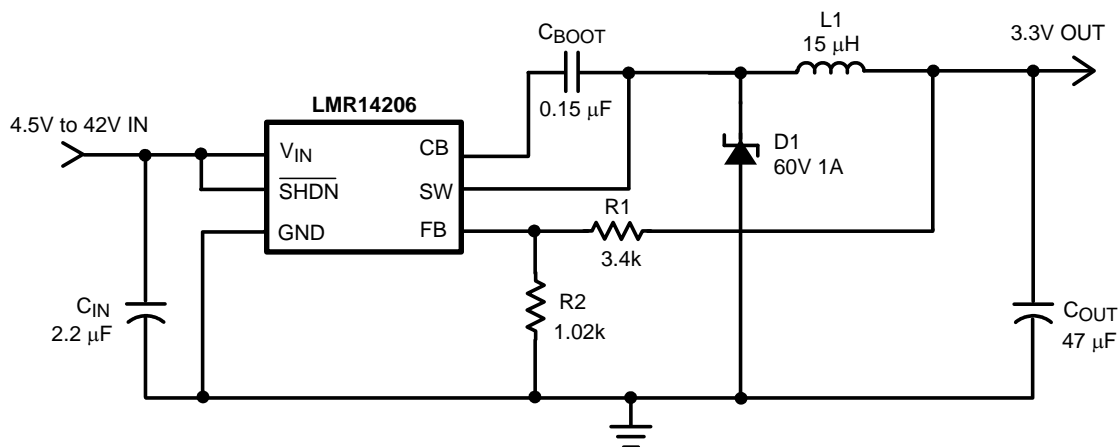 L1
15 μH
3.3V OUT
CBOOT
0.15 μF
LMR14206
4.5V to 42V IN
VIN
CB
SHDN
SW
GND
FB
D1
60V 1A
R1
3.4k
R2
1.02k
CIN
2.2 μF
COUT
47 μF